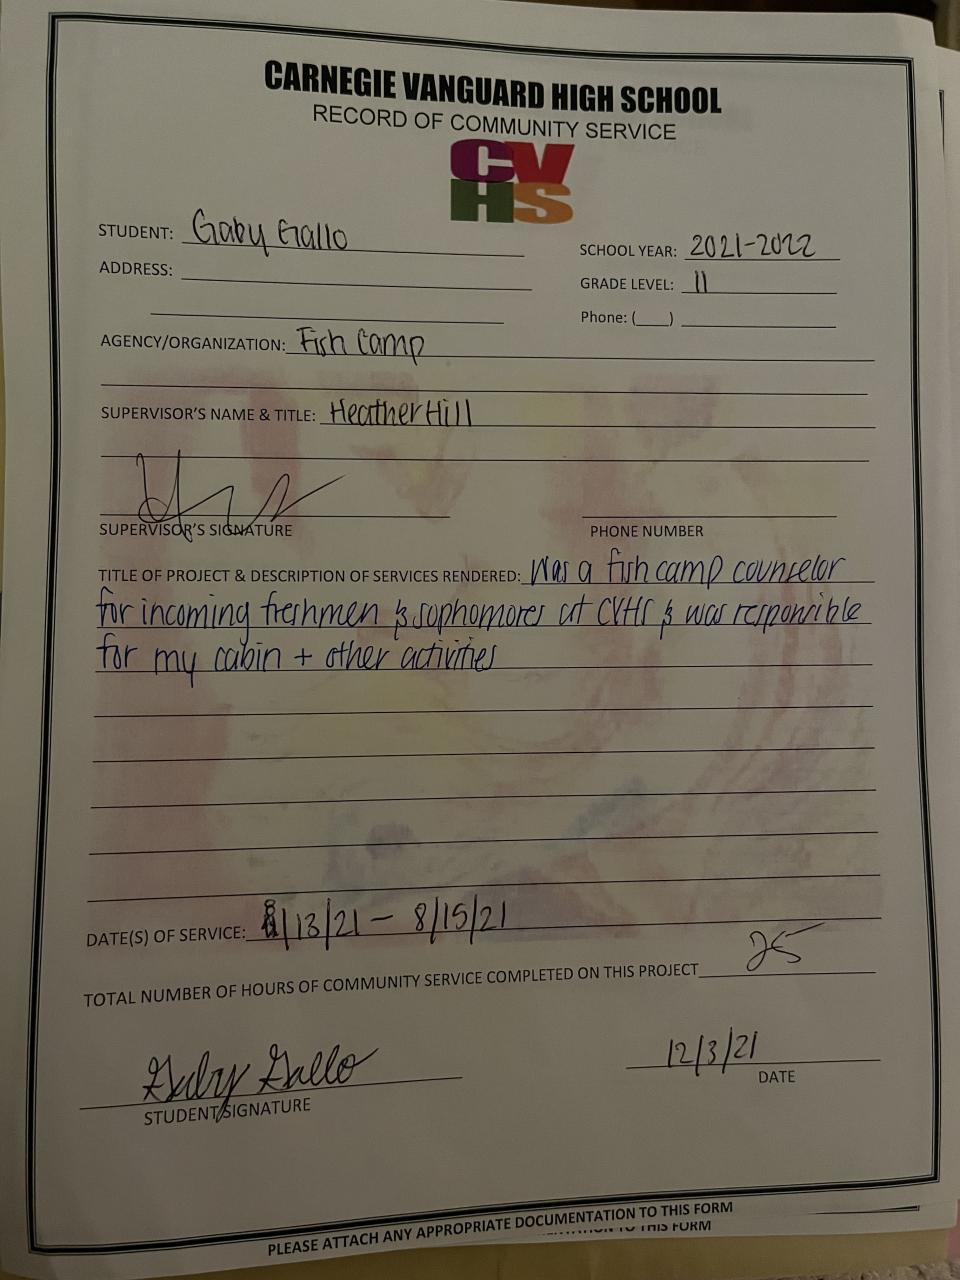 CARNEGIE VANGUARD HIGH SCHOOL
RECORD OF COMMUNITY SERVICE
CV
HS
STUDENT: Gaby Gallo
SCHOOL YEAR: 2021-2022
ADDRESS:
GRADE LEVEL: 11
Phone: (___)
AGENCY/ORGANIZATION: Fish Camp
SUPERVISOR'S NAME & TITLE: Heather Hill
SUPERVISOR'S SIGNATURE
PHONE NUMBER
TITLE OF PROJECT & DESCRIPTION OF SERVICES RENDERED: Was a fish camp counselor
for incoming freshmen & sophomores at CVHS & was responsible
for my cabin + other activities
DATE(S) OF SERVICE: 8/13/21 - 8/15/21
TOTAL NUMBER OF HOURS OF COMMUNITY SERVICE COMPLETED ON THIS PROJECT 25
Gaby Gallo
12/3/21
STUDENT SIGNATURE
DATE
PLEASE ATTACH ANY APPROPRIATE DOCUMENTATION TO THIS FORM
TO THIS FORM